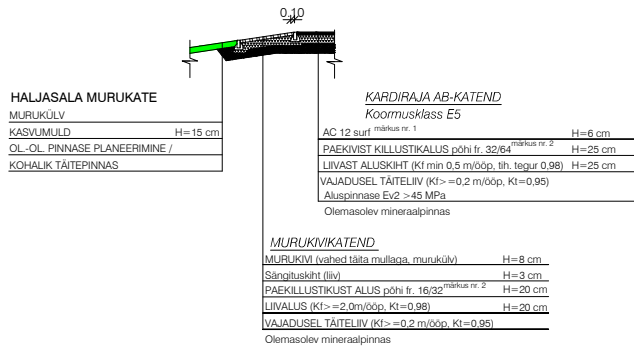 0,10
HALJASALA MURUKATE
MURUKÜLV
KASVUMULD H=15 cm
OL.-OL. PINNASE PLANEERIMINE /
KOHALIK TÄITEPINNAS
KARDIRAJA AB-KATEND
Koormusklass E5
AC 12 surf märkus nr. 1 H=6 cm
PAEKIVIST KILLUSTIKALUS põhi fr. 32/64 märkus nr. 2 H=25 cm
LIIVAST ALUSKIHT (Kf min 0,5 m/ööp, tih. tegur 0,98) H=25 cm
VAJADUSEL TÄITELIIV (Kf>=0,2 m/ööp, Kt=0,95)
Aluspinnase Ev2 >45 MPa
Olemasolev mineraalpinnas
MURUKIVIKATEND
MURUKIVI (vahed täita mullaga, murukülv) H=8 cm
Sängituskiht (liiv) H=3 cm
PAEKILLUSTIKUST ALUS põhi fr. 16/32 märkus nr. 2 H=20 cm
LIIVALUS (Kf>=2,0m/ööp, Kt=0,98) H=20 cm
VAJADUSEL TÄITELIIV (Kf>=0,2 m/ööp, Kt=0,95)
Olemasolev mineraalpinnas